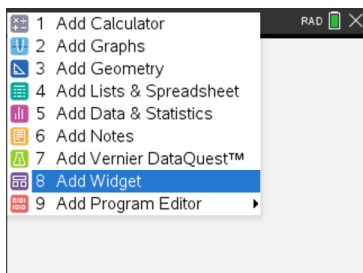 1 Add Calculator
RAD
2 Add Graphs
3 Add Geometry
4 Add Lists & Spreadsheet
5 Add Data & Statistics
6 Add Notes
7 Add Vernier DataQuest™
8 Add Widget
9 Add Program Editor